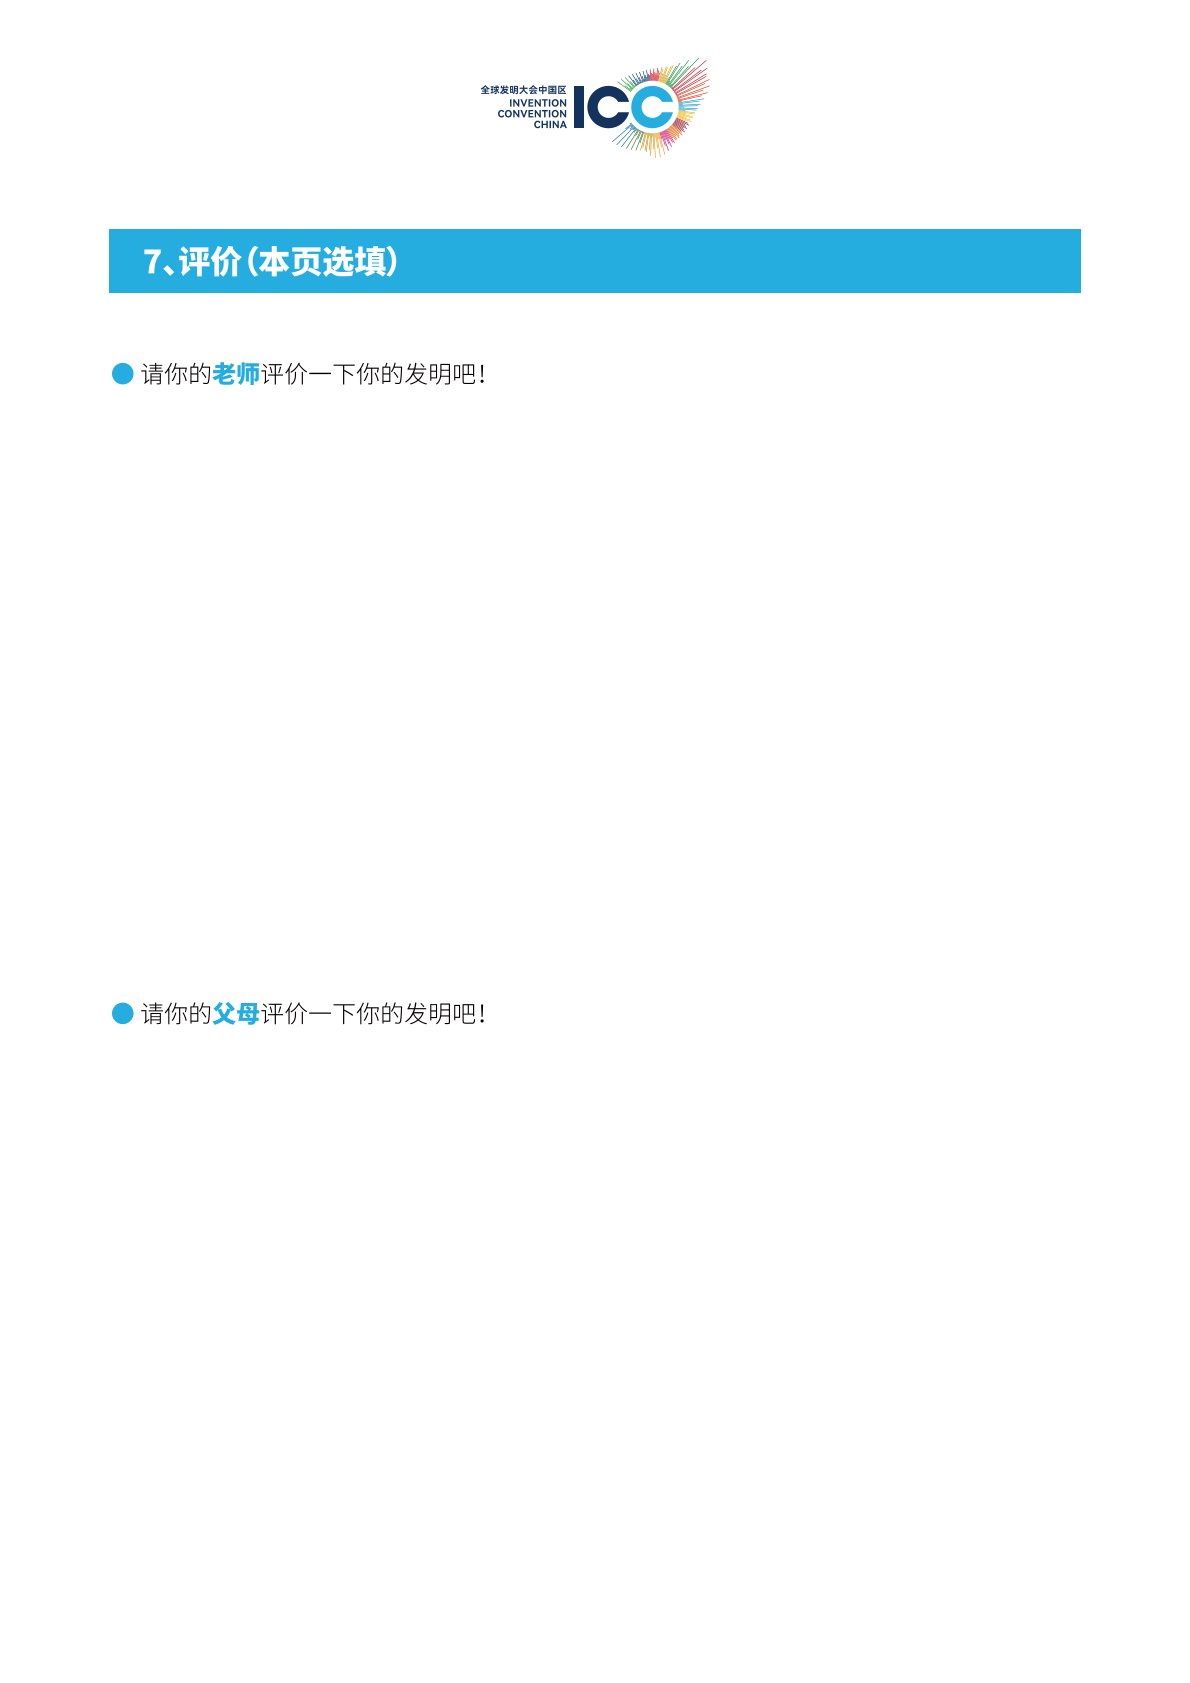 全球发明大会中国区
INVENTION
CONVENTION
CHINA
ICC
7、评价（本页选填）
请你的老师评价一下你的发明吧！
请你的父母评价一下你的发明吧！